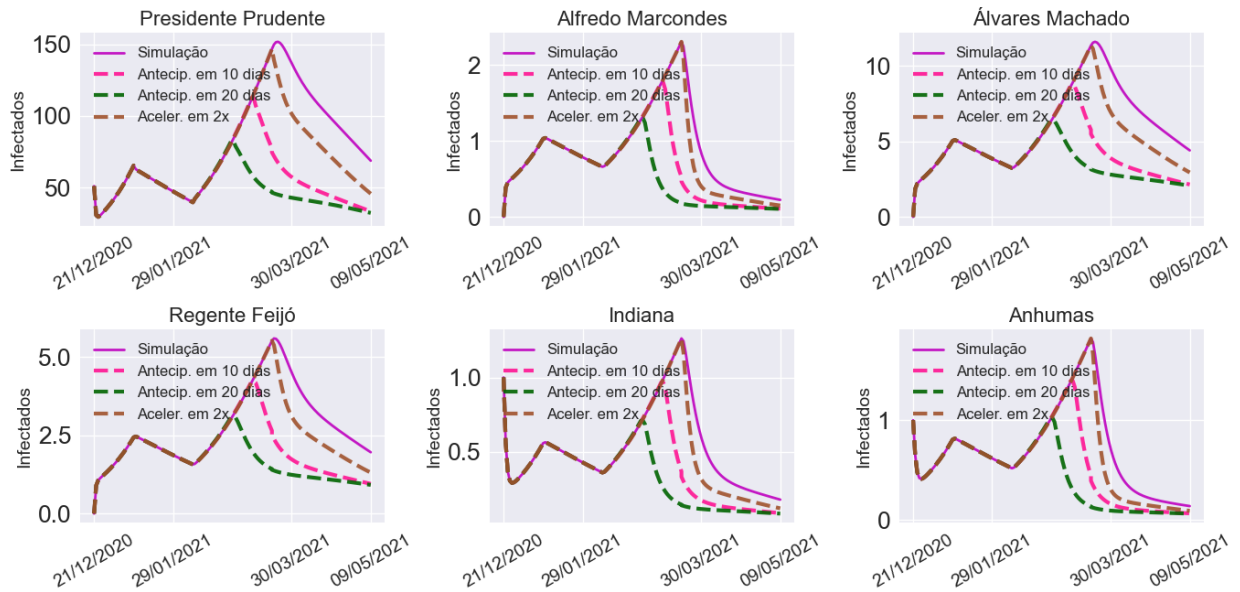 Presidente Prudente
Infectados
150
100
50
Simulação
Antecip. em 10 dias
Antecip. em 20 dias
Aceler. em 2x
21/12/2020
29/01/2021
30/03/2021
09/05/2021
Alfredo Marcondes
Infectados
2
1
0
Simulação
Antecip. em 10 dias
Antecip. em 20 dias
Aceler. em 2x
21/12/2020
29/01/2021
30/03/2021
09/05/2021
Álvares Machado
Infectados
10
5
0
Simulação
Antecip. em 10 dias
Antecip. em 20 dias
Aceler. em 2x
21/12/2020
29/01/2021
30/03/2021
09/05/2021
Regente Feijó
Infectados
5.0
2.5
0.0
Simulação
Antecip. em 10 dias
Antecip. em 20 dias
Aceler. em 2x
21/12/2020
29/01/2021
30/03/2021
09/05/2021
Indiana
Infectados
1.0
0.5
Simulação
Antecip. em 10 dias
Antecip. em 20 dias
Aceler. em 2x
21/12/2020
29/01/2021
30/03/2021
09/05/2021
Anhumas
Infectados
1
0
Simulação
Antecip. em 10 dias
Antecip. em 20 dias
Aceler. em 2x
21/12/2020
29/01/2021
30/03/2021
09/05/2021